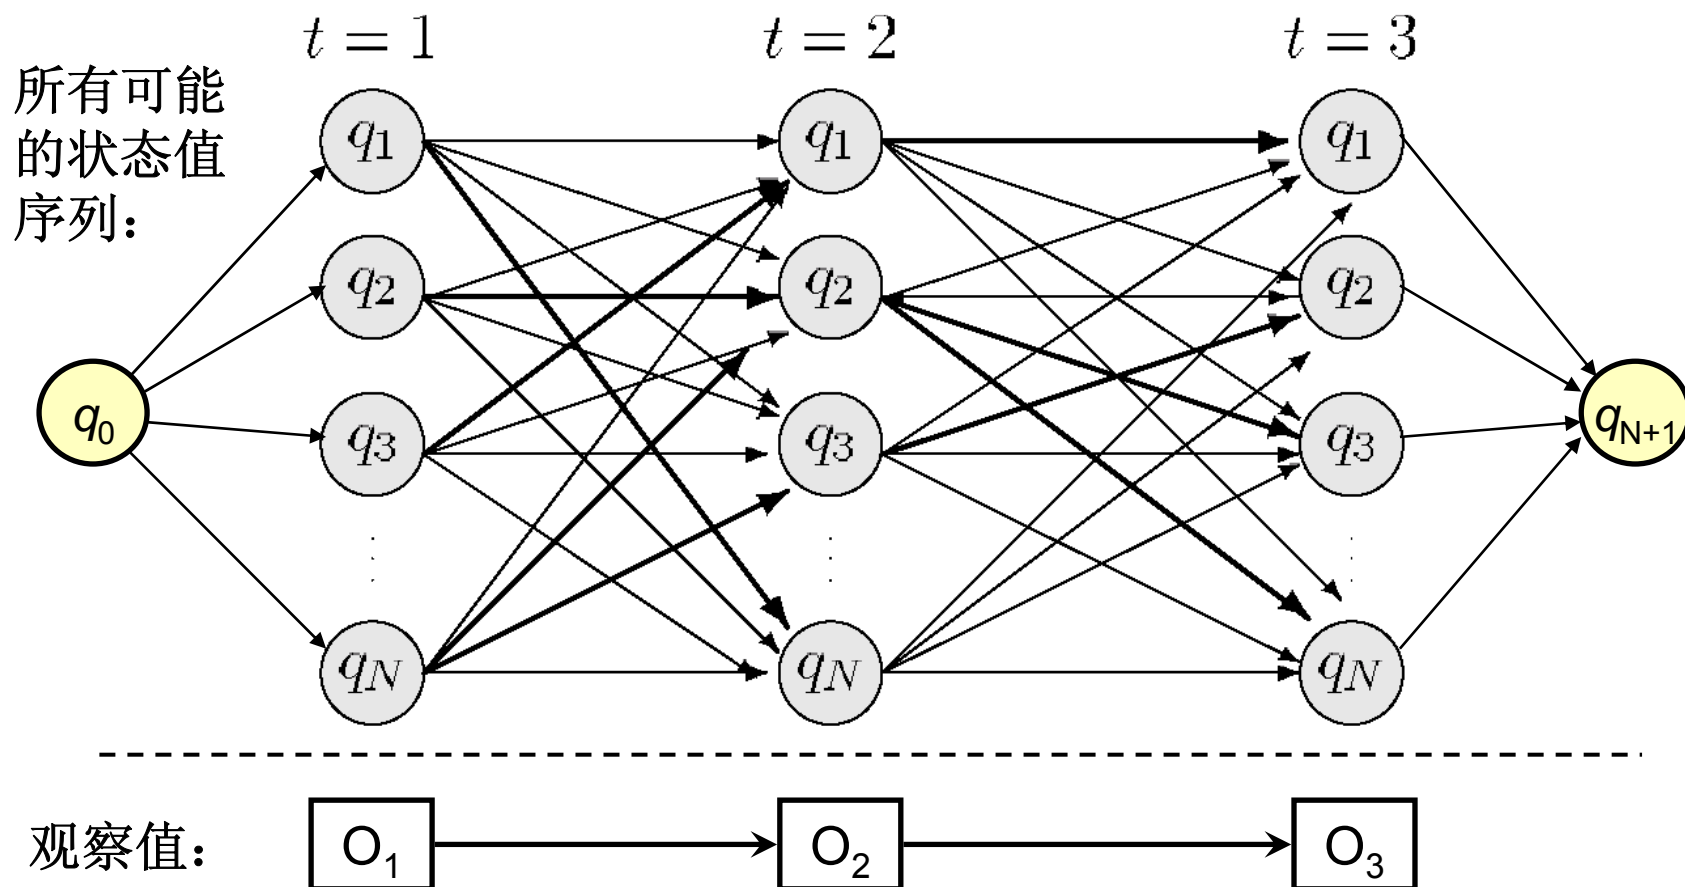 t = 1 t = 2 t = 3
所有可能
的状态值
序列：
q1 q1 q1
q2 q2 q2
q0 qN+1
q3 q3 q3
qN qN qN
观察值： O1 O2 O3